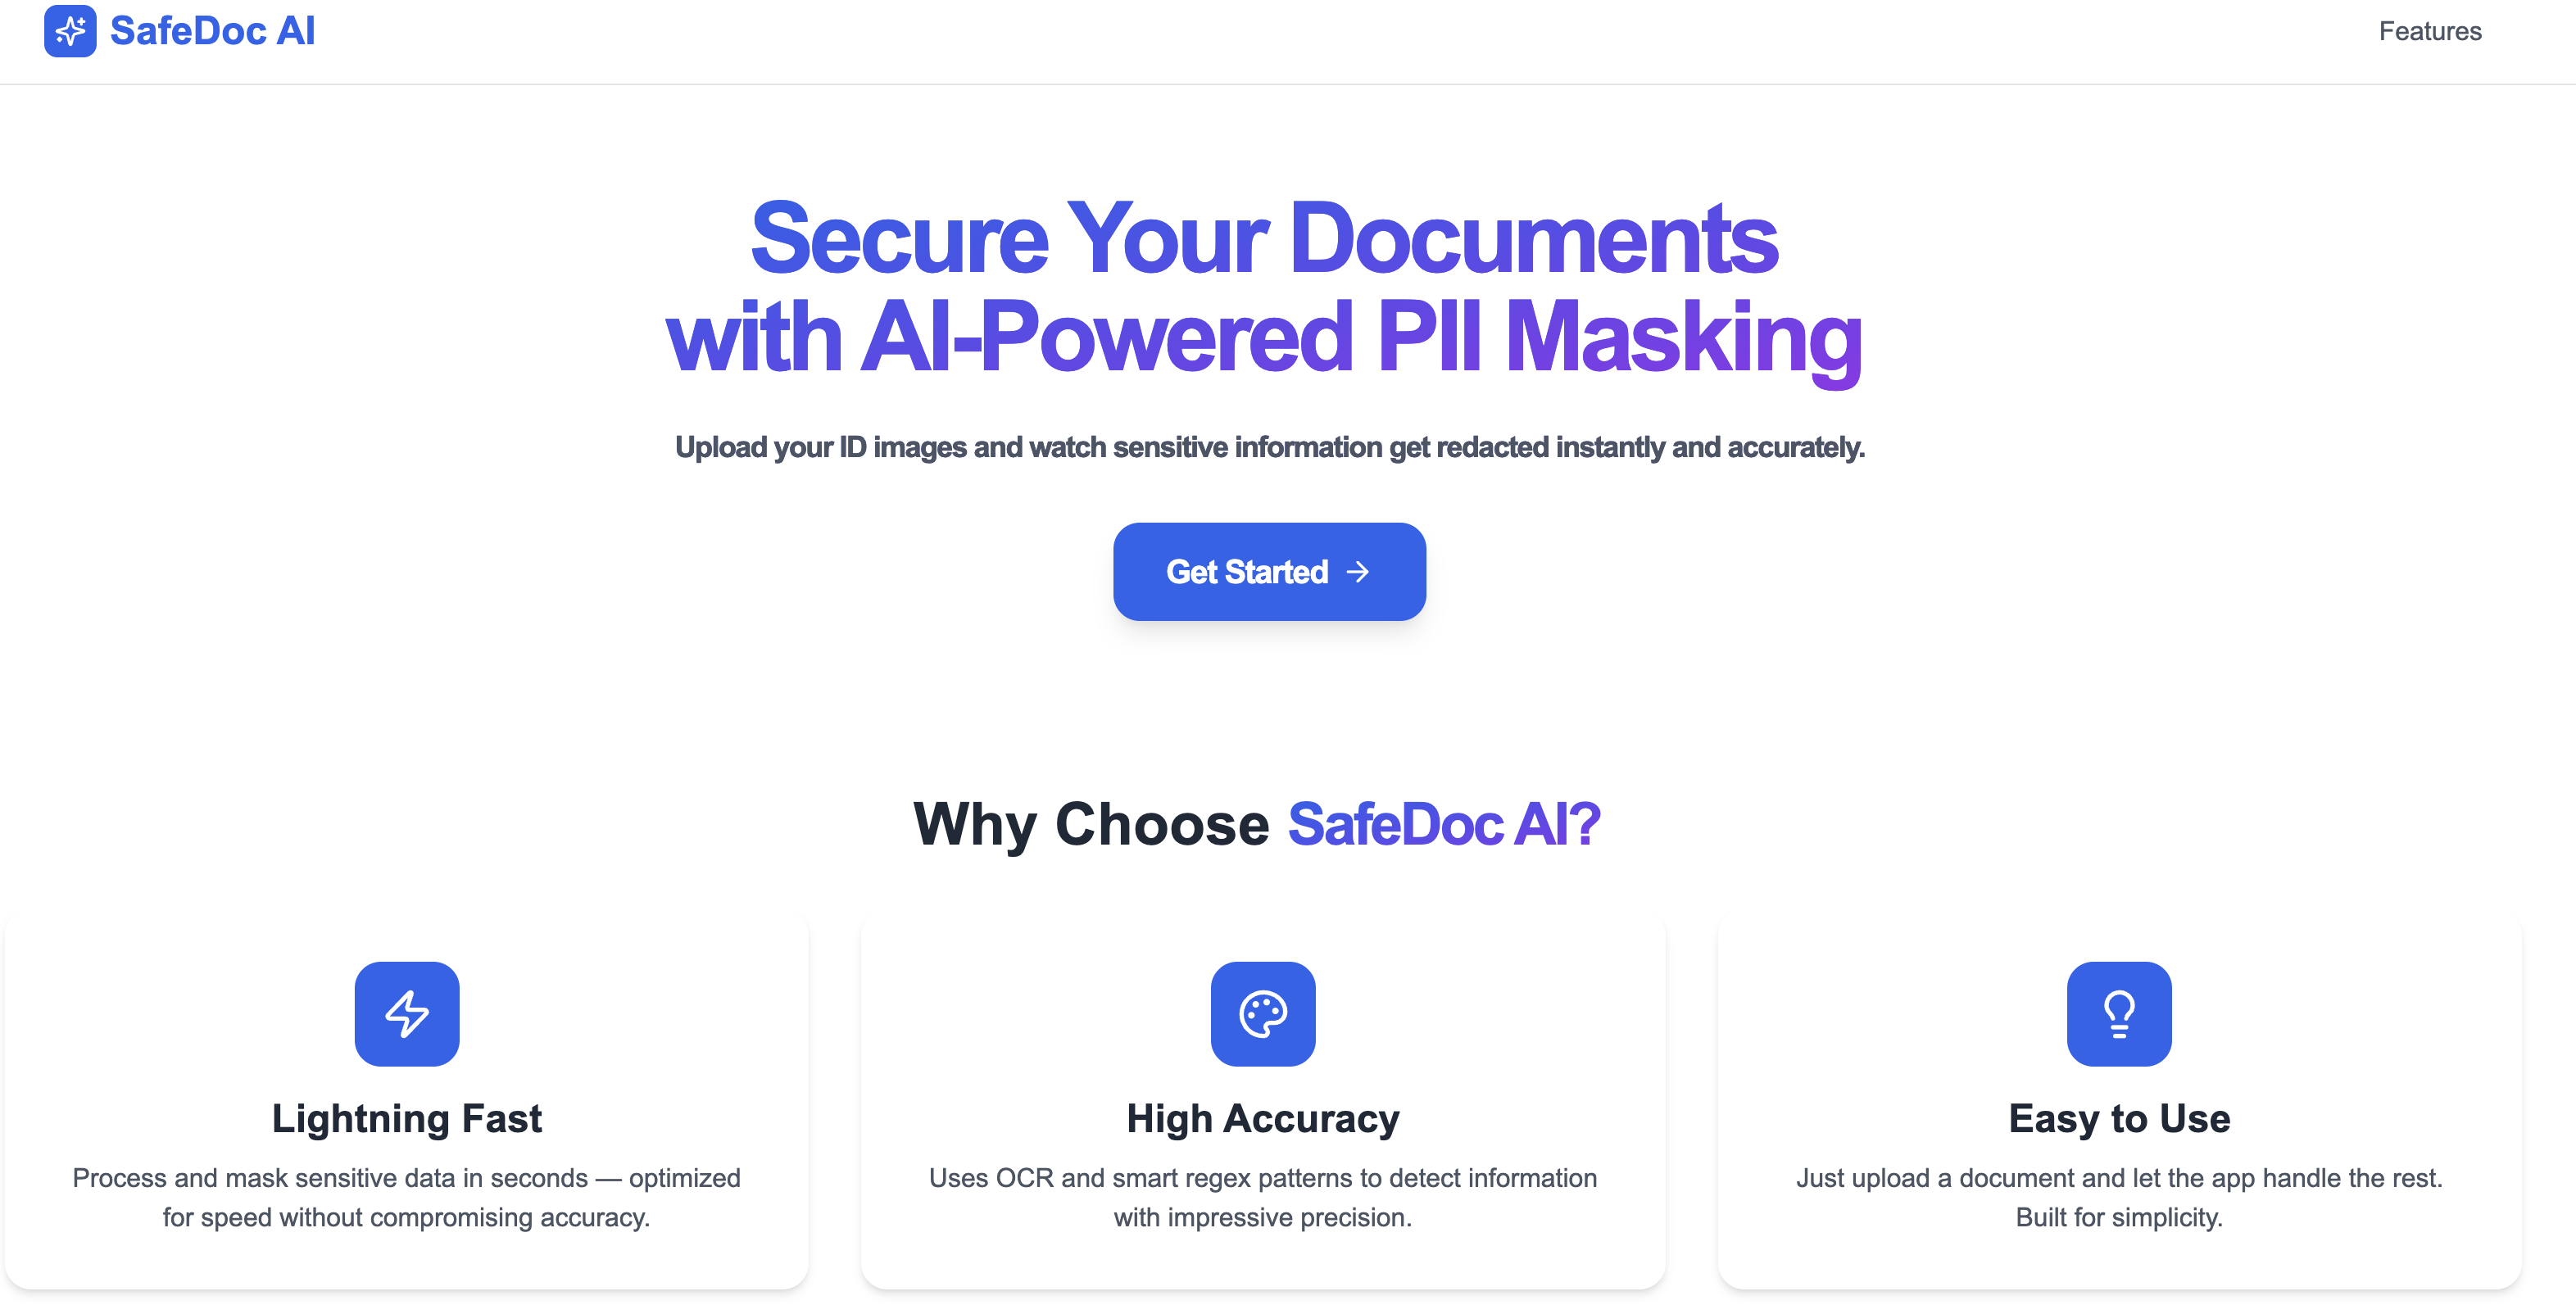 SafeDoc AI
Features
Secure Your Documents
with AI-Powered PII Masking
Upload your ID images and watch sensitive information get redacted instantly and accurately.
Get Started →
Why Choose SafeDoc AI?
Lightning Fast
Process and mask sensitive data in seconds — optimized
for speed without compromising accuracy.
High Accuracy
Uses OCR and smart regex patterns to detect information
with impressive precision.
Easy to Use
Just upload a document and let the app handle the rest.
Built for simplicity.